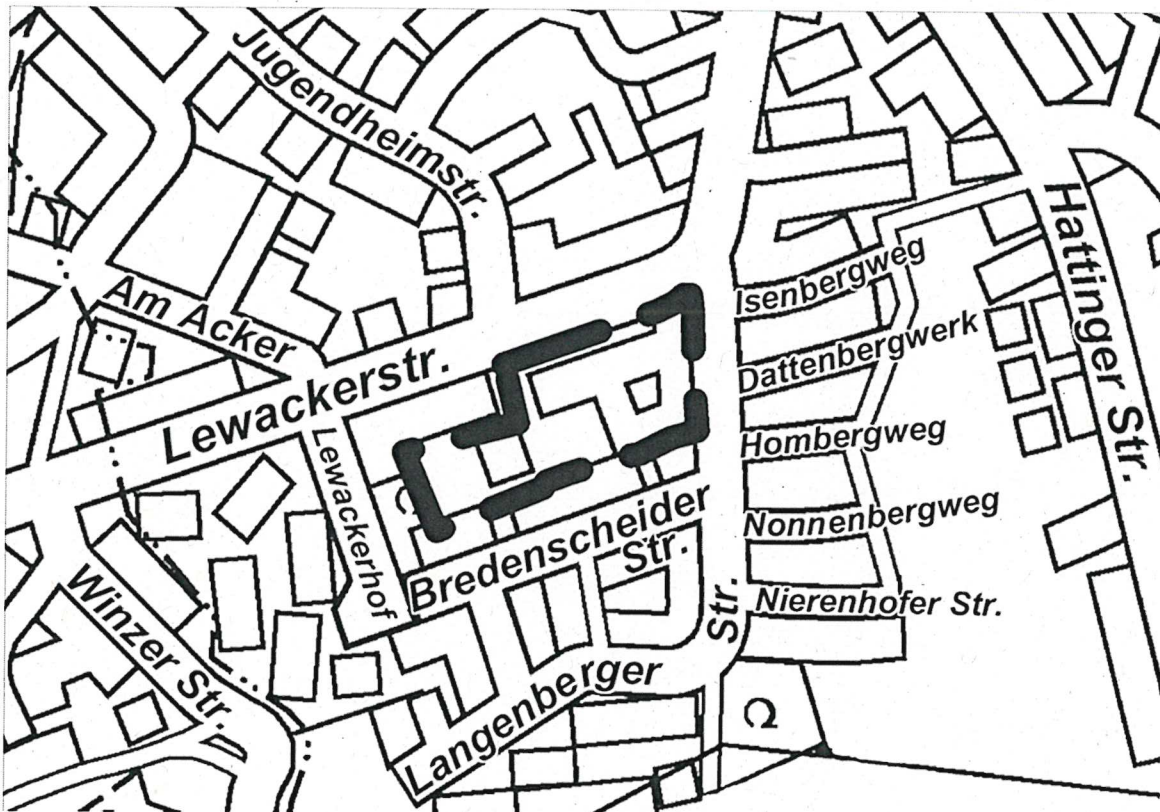 Jugendheimstr.
Isenbergweg
Hattinger Str.
Am Acker
Dattenbergwerk
Lewackerstr.
Hombergweg
Lewackerhof
Nonnenbergweg
Bredenscheider
Str.
Winzer Str.
Nierenhofer Str.
Langenberger
Str.